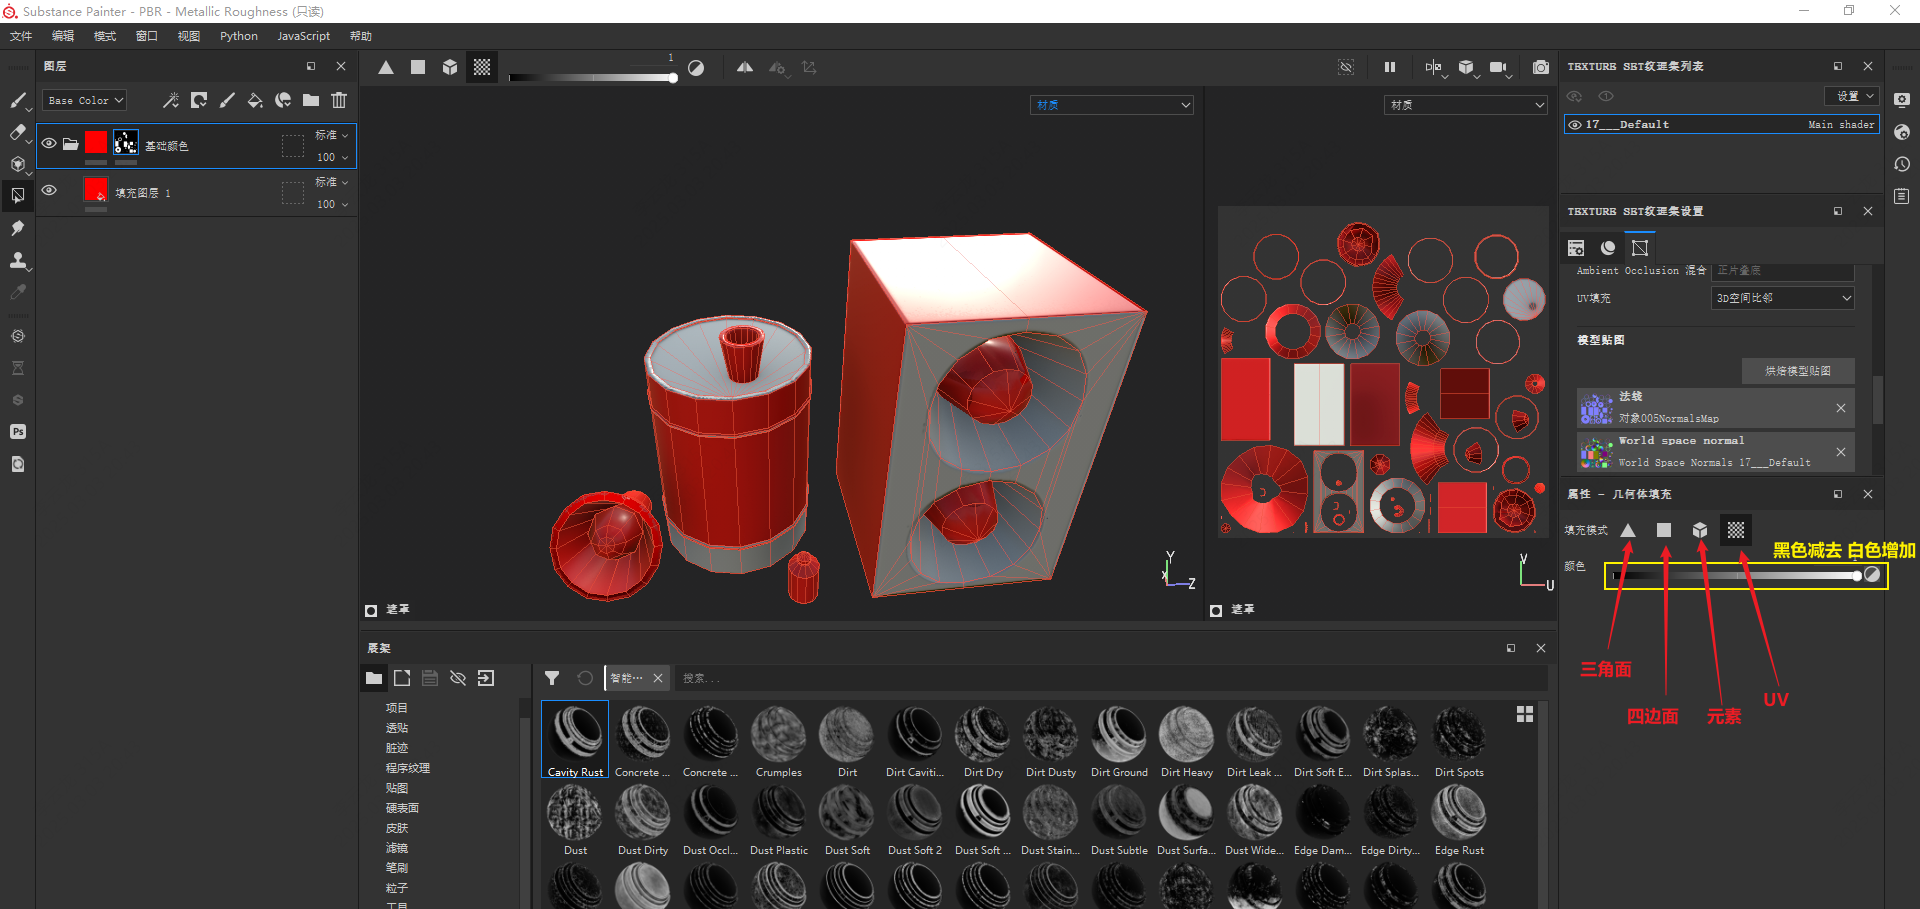 Substance Painter - PBR - Metallic Roughness (只读)
文件 编辑 模式 窗口 视图 Python JavaScript 帮助
图层
Base Color
基础颜色
标准
100
填充图层 1
标准
100
1
材质
材质
Y
X
Z
V
U
遮罩
遮罩
TEXTURE SET纹理集列表
设置
17___Default
Main shader
TEXTURE SET纹理集设置
Ambient Occlusion 混合
正片叠底
UV填充
3D空间比邻
模型贴图
烘焙模型贴图
法线
对象005NormalsMap
World space normal
World Space Normals 17___Default
属性 - 几何体填充
填充模式
黑色减去 白色增加
颜色
三角面
四边面
元素
UV
展架
智能···
搜索...
项目
透贴
脏迹
程序纹理
贴图
硬表面
皮肤
滤镜
笔刷
粒子
工具
Cavity Rust
Concrete ...
Concrete ...
Crumples
Dirt
Dirt Caviti...
Dirt Dry
Dirt Dusty
Dirt Ground
Dirt Heavy
Dirt Leak ...
Dirt Soft E...
Dirt Splas...
Dirt Spots
Dust
Dust Dirty
Dust Occl...
Dust Plastic
Dust Soft
Dust Soft 2
Dust Soft ...
Dust Stain...
Dust Subtle
Dust Surfa...
Dust Wide...
Edge Dam...
Edge Dirty...
Edge Rust
Ps